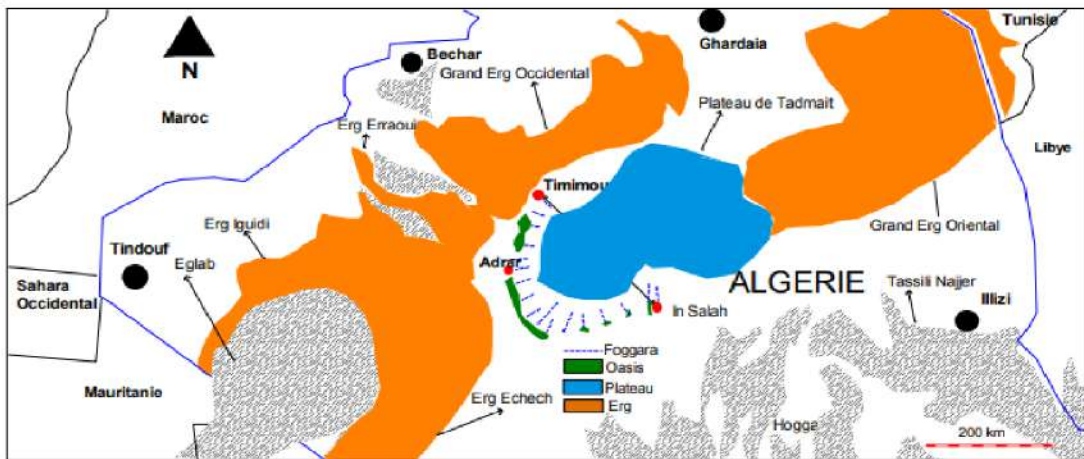 Tunisie
Ghardaia
Bechar
N
Grand Erg Occidental
Plateau de Tadmait
Maroc
Erg Erraoui
Libye
Timimou
Erg Iguidi
Grand Erg Oriental
Tindouf
Eglab
Adrar
ALGERIE
Tassili Najjer
Sahara
Occidental
Illizi
In Salah
Foggara
Oasis
Plateau
Erg
Mauritanie
Erg Echech
Hogga
200 km